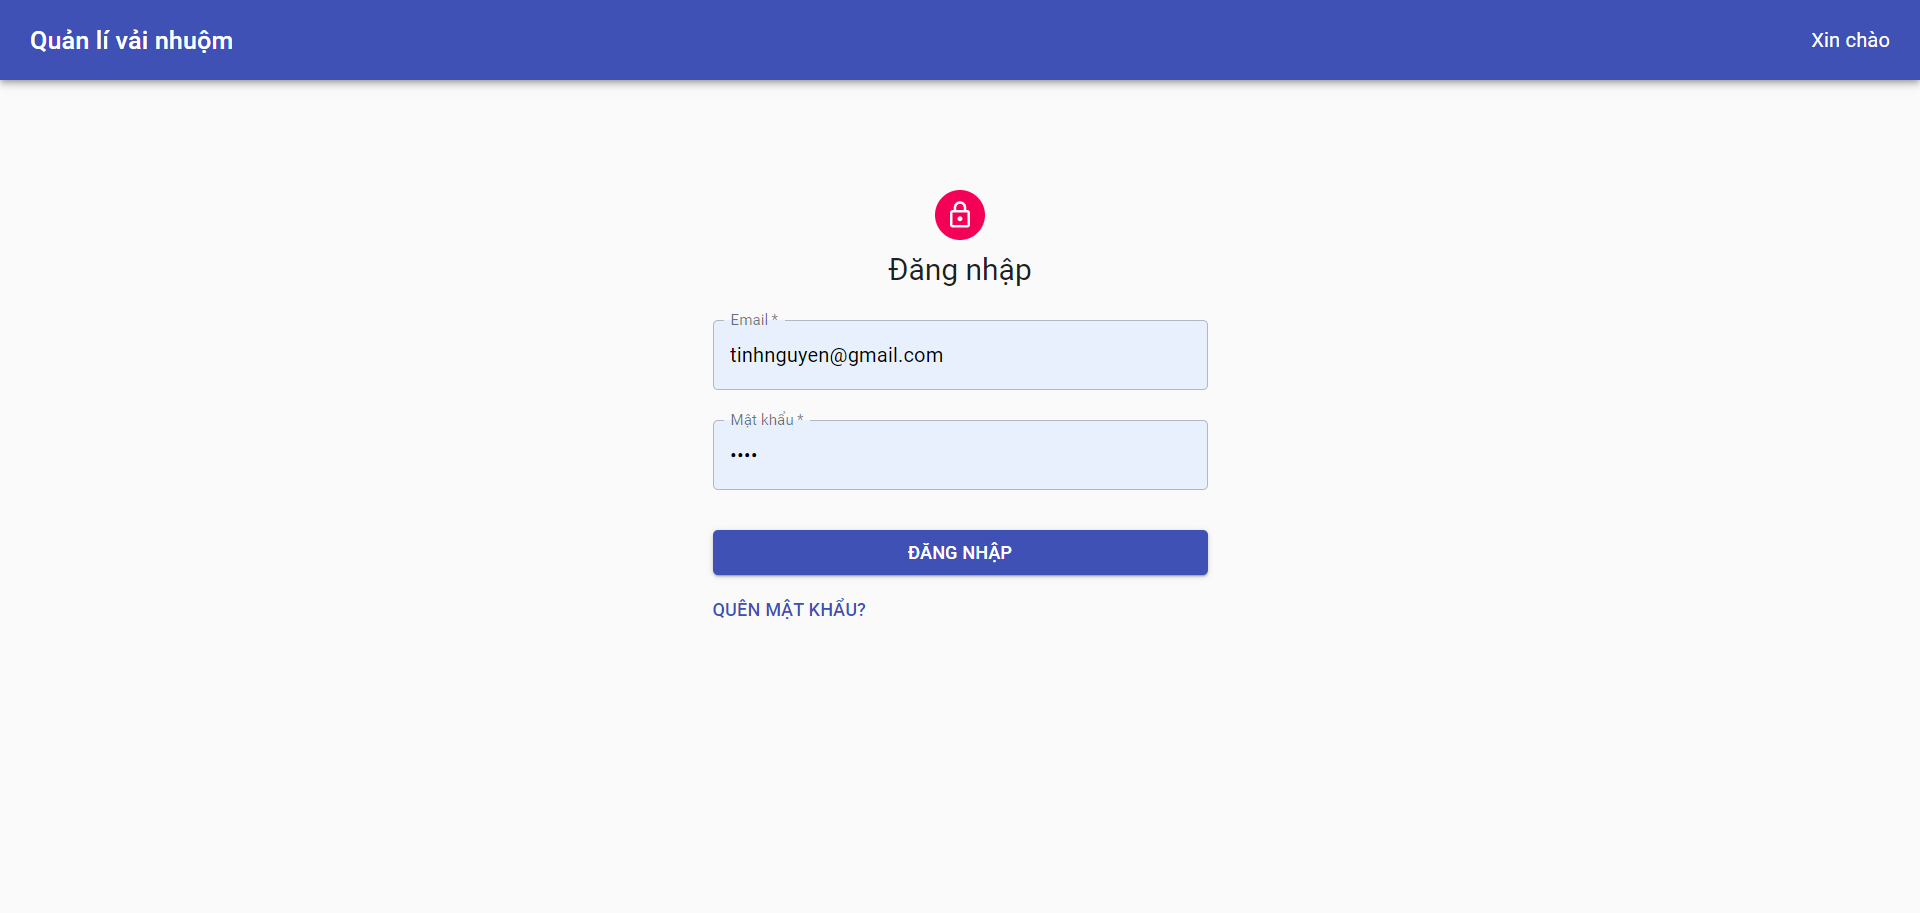 Quản lí vải nhuộm
Xin chào
Đăng nhập
Email *
tinhnguyen@gmail.com
Mật khẩu *
••••
ĐĂNG NHẬP
QUÊN MẬT KHẨU?